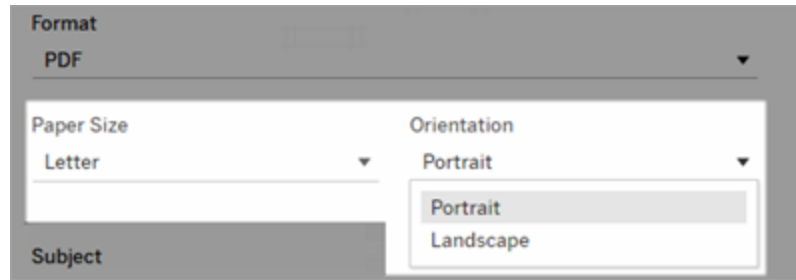 Format
PDF
Paper Size
Letter
Orientation
Portrait
Portrait
Landscape
Subject